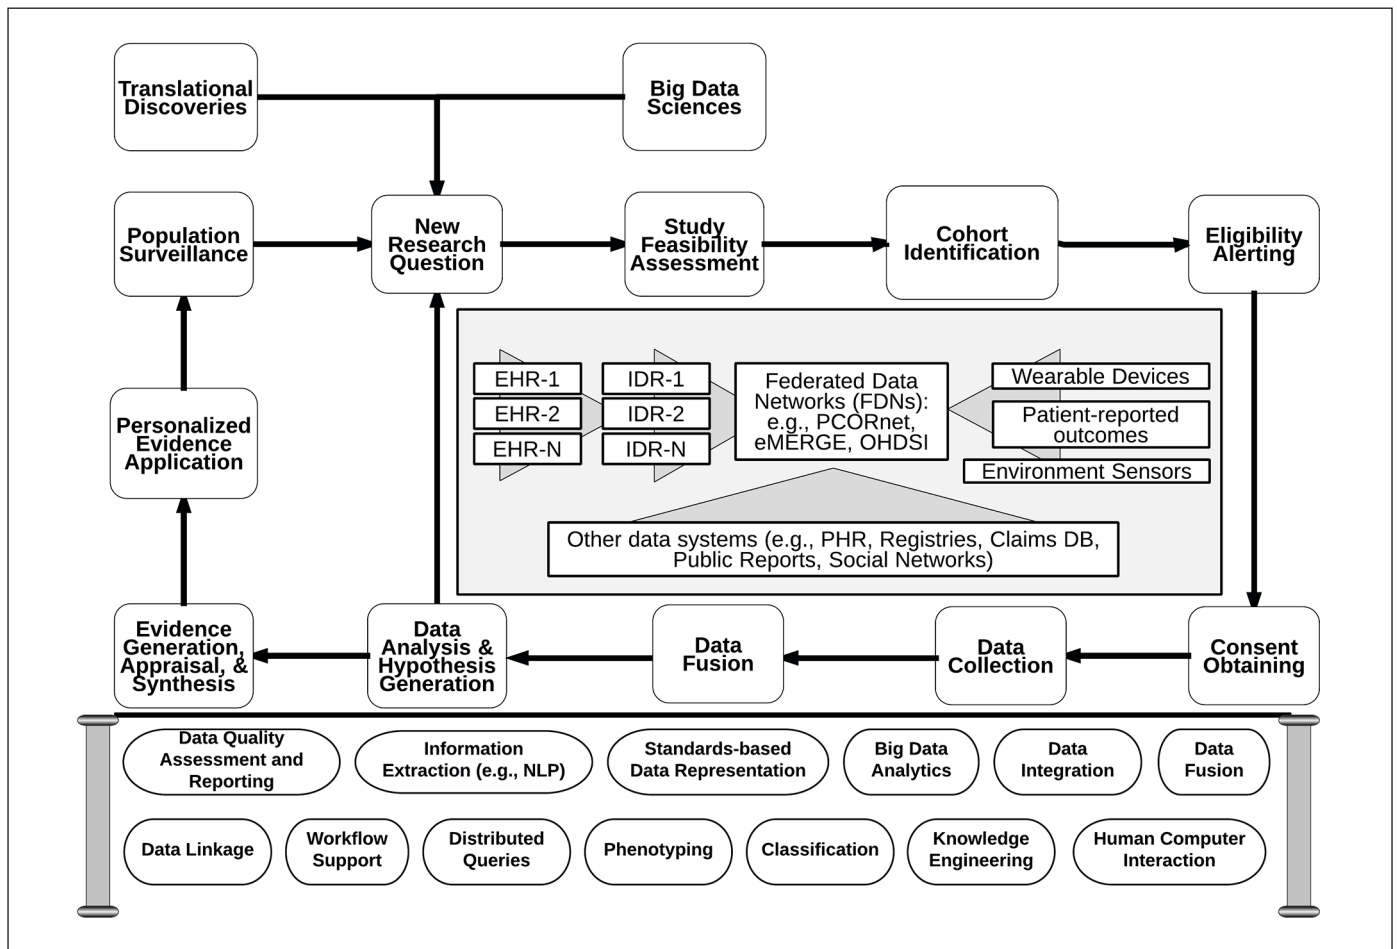 Translational
Discoveries
Big Data
Sciences
Population
Surveillance
New
Research
Question
Study
Feasibility
Assessment
Cohort
Identification
Eligibility
Alerting
EHR-1
EHR-2
EHR-N
IDR-1
IDR-2
IDR-N
Federated Data
Networks (FDNs):
e.g., PCORnet,
eMERGE, OHDSI
Wearable Devices
Patient-reported
outcomes
Environment Sensors
Other data systems (e.g., PHR, Registries, Claims DB,
Public Reports, Social Networks)
Personalized
Evidence
Application
Evidence
Generation,
Appraisal, &
Synthesis
Data
Analysis &
Hypothesis
Generation
Data
Fusion
Data
Collection
Consent
Obtaining
Data Quality
Assessment and
Reporting
Information
Extraction (e.g., NLP)
Standards-based
Data Representation
Big Data
Analytics
Data
Integration
Data
Fusion
Data Linkage
Workflow
Support
Distributed
Queries
Phenotyping
Classification
Knowledge
Engineering
Human Computer
Interaction